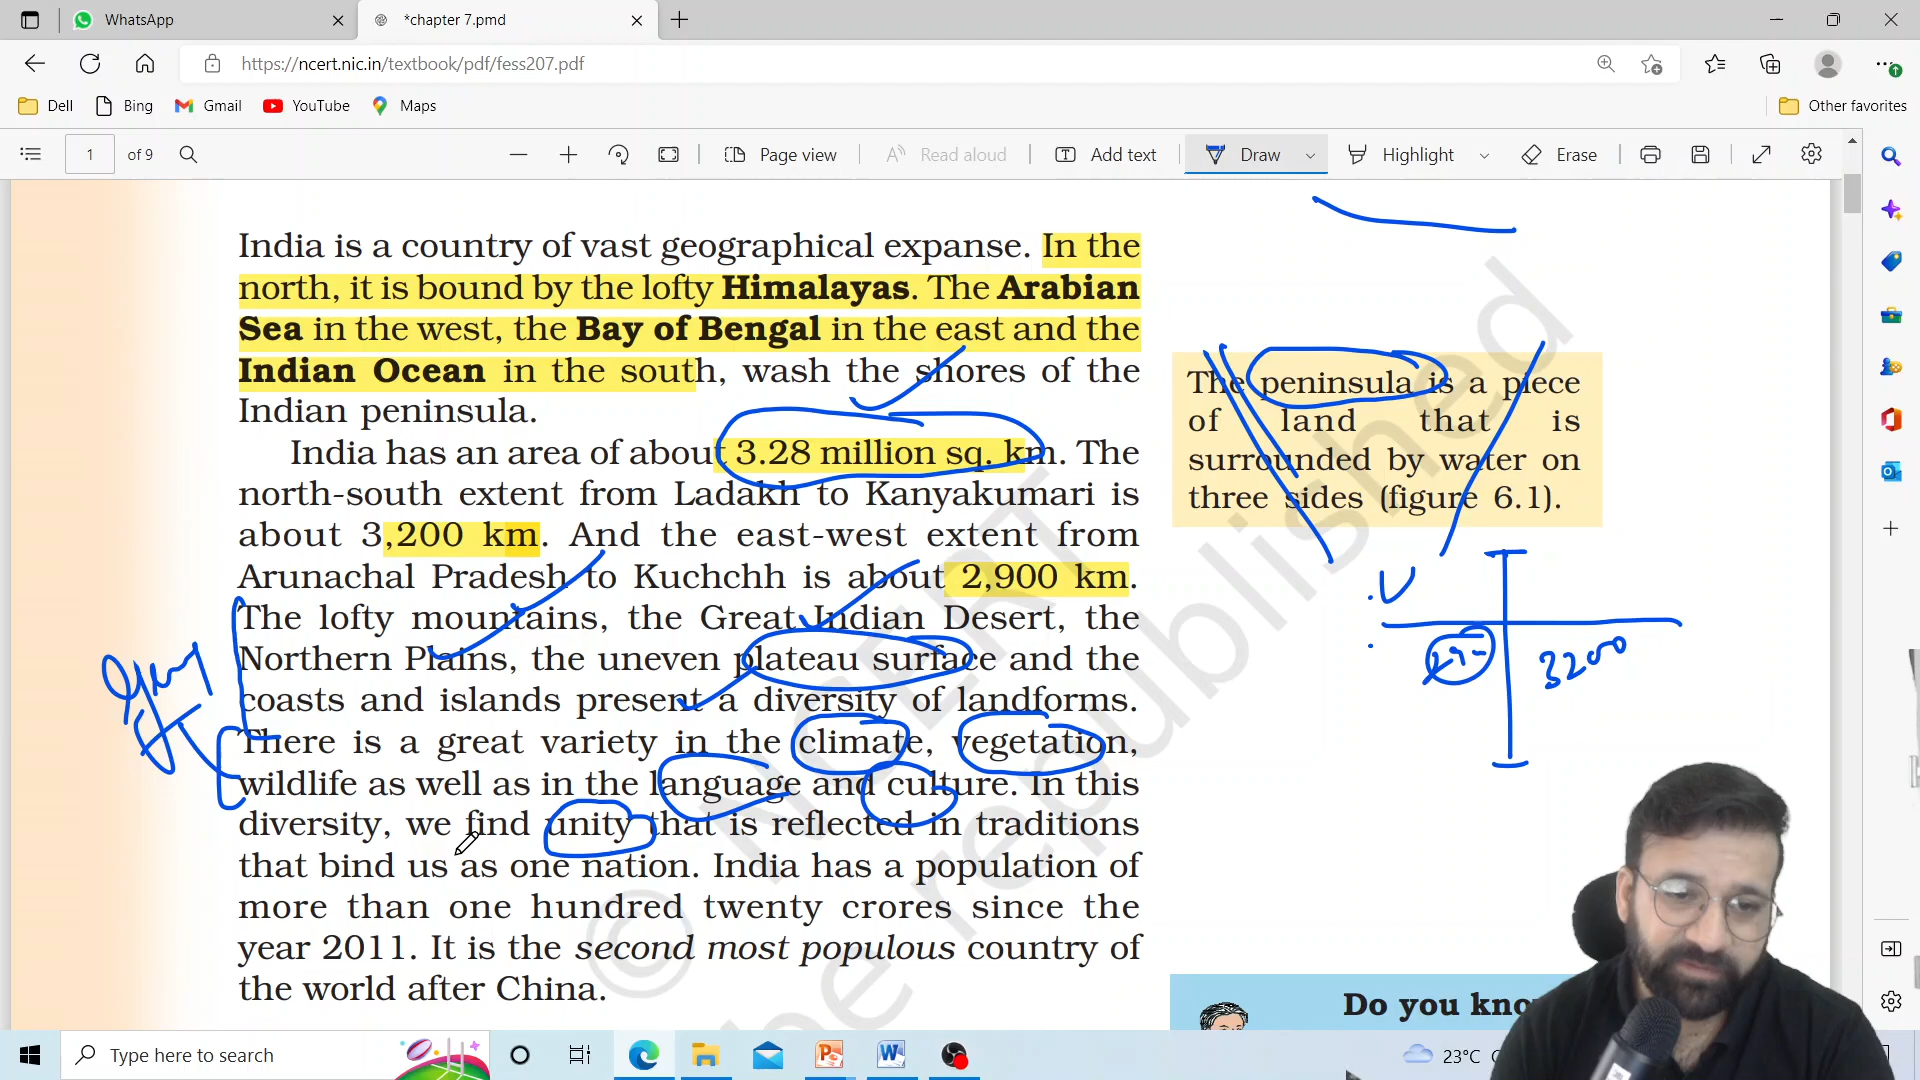 WhatsApp
*chapter 7.pmd
https://ncert.nic.in/textbook/pdf/fess207.pdf
Dell Bing Gmail YouTube Maps Other favorites
1 of 9 Page view Read aloud Add text Draw Highlight Erase
India is a country of vast geographical expanse. In the
north, it is bound by the lofty Himalayas. The Arabian
Sea in the west, the Bay of Bengal in the east and the
Indian Ocean in the south, wash the shores of the
Indian peninsula.
India has an area of about 3.28 million sq. km. The
north-south extent from Ladakh to Kanyakumari is
about 3,200 km. And the east-west extent from
Arunachal Pradesh to Kuchchh is about 2,900 km.
The lofty mountains, the Great Indian Desert, the
Northern Plains, the uneven plateau surface and the
coasts and islands present a diversity of landforms.
There is a great variety in the climate, vegetation,
wildlife as well as in the language and culture. In this
diversity, we find unity that is reflected in traditions
that bind us as one nation. India has a population of
more than one hundred twenty crores since the
year 2011. It is the second most populous country of
the world after China.
The peninsula is a piece
of land that is
surrounded by water on
three sides (figure 6.1).
3200
© NCERT
be republished
Do you kno
Type here to search
23°C